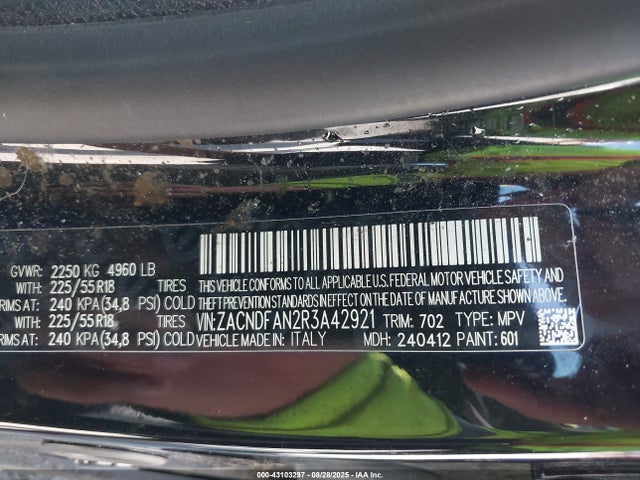 GVWR: 2250 KG 4960 LB
WITH: 225/55R18 TIRES
RIMS AT: 240 KPA(34,8 PSI) COLD
WITH: 225/55R18 TIRES
RIMS AT: 240 KPA(34,8 PSI) COLD
THIS VEHICLE CONFORMS TO ALL APPLICABLE U.S. FEDERAL MOTOR VEHICLE SAFETY AND
THEFT PREVENTION STANDARDS IN EFFECT ON THE DATE OF MANUFACTURE SHOWN ABOVE.
VIN:ZACNDFAN2R3A42921 TRIM: 702 TYPE: MPV
VEHICLE MADE IN: ITALY MDH: 240412 PAINT: 601
000-43103297 - 08/28/2025 - IAA Inc.